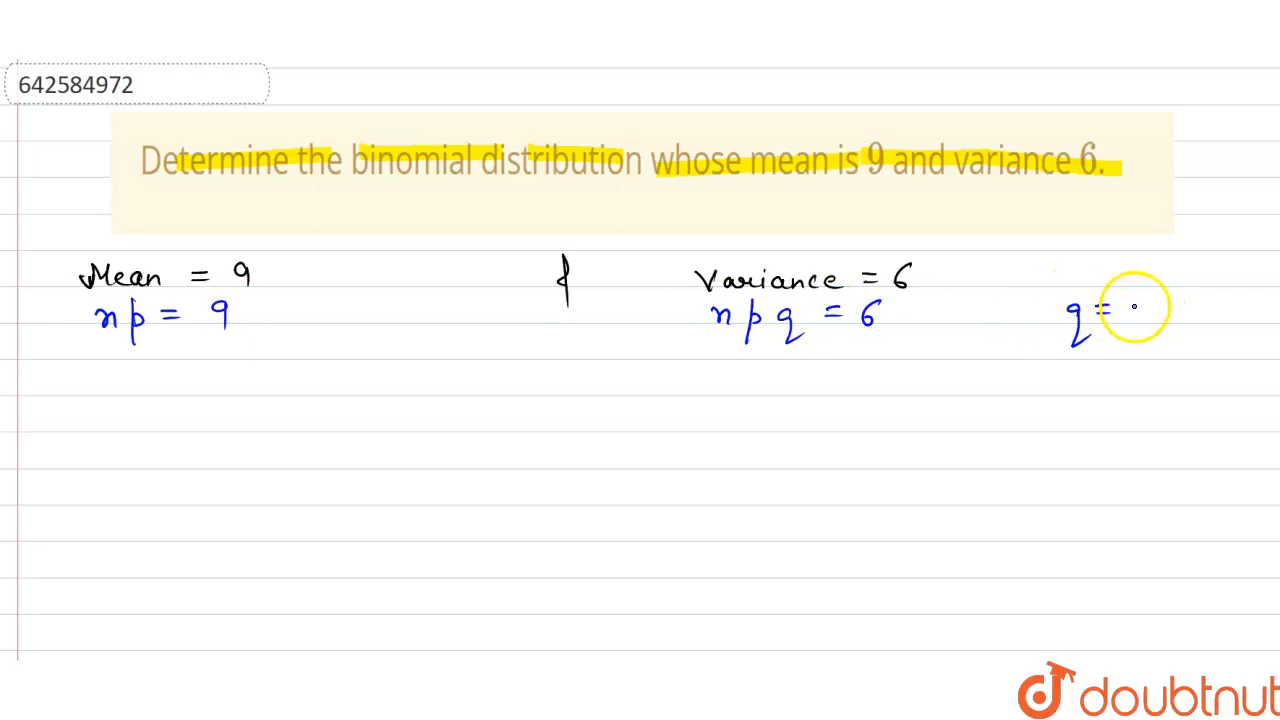 642584972
Determine the binomial distribution whose mean is 9 and variance 6.
Mean = 9 & Variance = 6
np = 9 npq = 6 q =
doubtnut